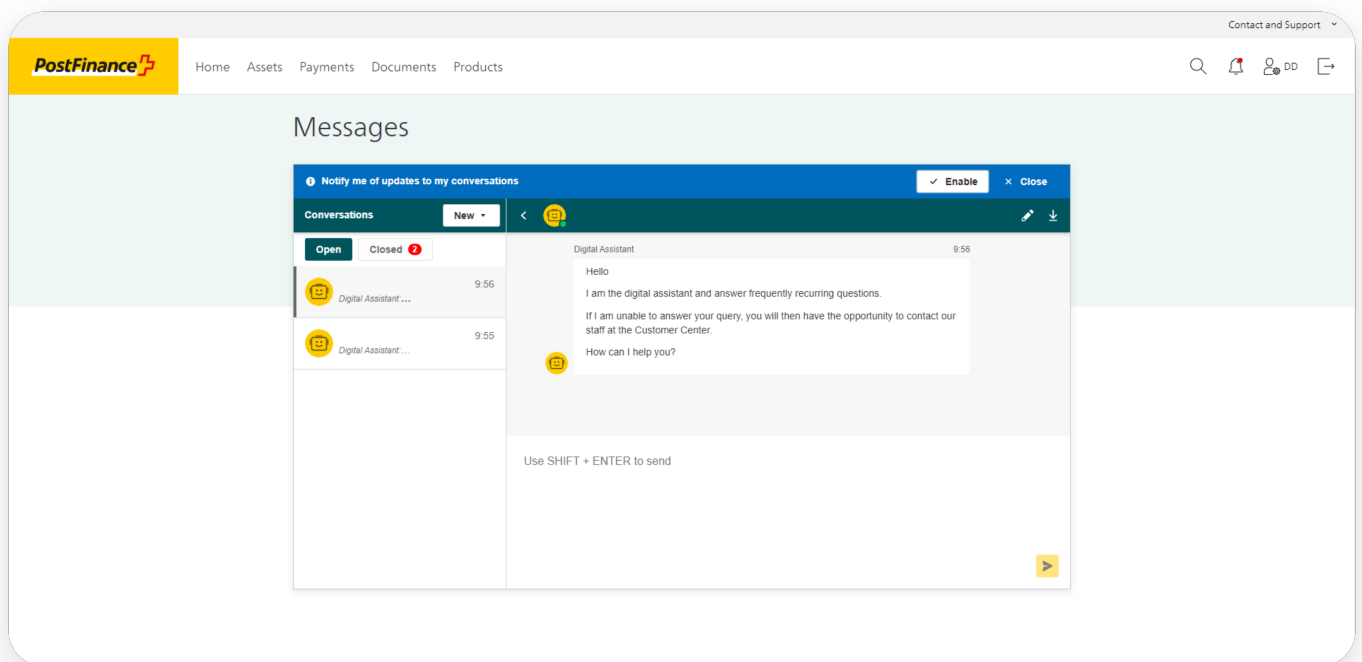 Contact and Support
PostFinance
Home Assets Payments Documents Products
DD
Messages
Notify me of updates to my conversations
Enable
Close
Conversations
New
Open
Closed 2
9:56
Digital Assistant:...
9:55
Digital Assistant:...
Digital Assistant
9:56
Hello
I am the digital assistant and answer frequently recurring questions.
If I am unable to answer your query, you will then have the opportunity to contact our
staff at the Customer Center.
How can I help you?
Use SHIFT + ENTER to send